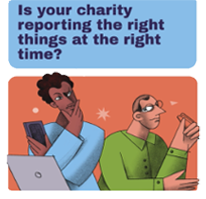 Is your charity
reporting the right
things at the right
time?